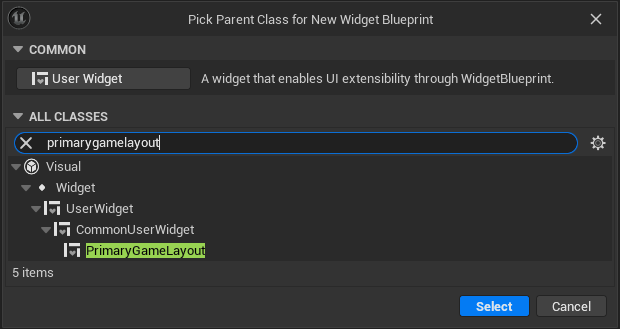 Pick Parent Class for New Widget Blueprint
COMMON
User Widget
A widget that enables UI extensibility through WidgetBlueprint.
ALL CLASSES
primarygamelayout
Visual
Widget
UserWidget
CommonUserWidget
PrimaryGameLayout
5 items
Select
Cancel